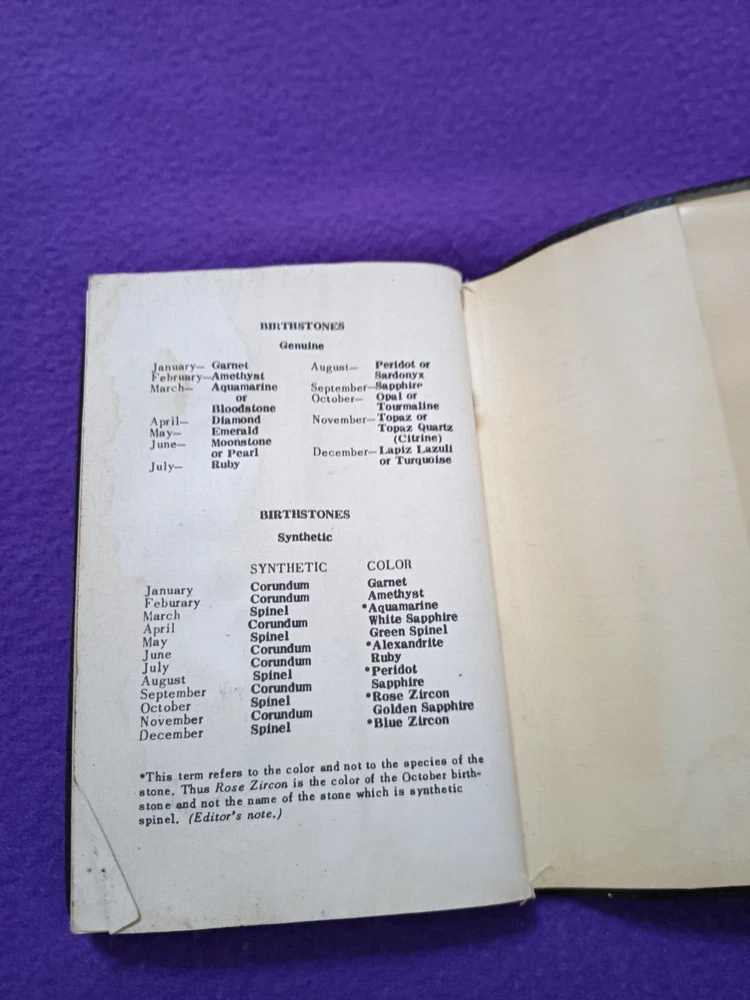 BIRTHSTONES
Genuine
January— Garnet
February—Amethyst
March— Aquamarine
or
Bloodstone
April— Diamond
May— Emerald
June— Moonstone
or Pearl
July— Ruby
August— Peridot or
Sardonyx
September—Sapphire
October— Opal or
Tourmaline
November—Topaz or
Topaz Quartz
(Citrine)
December—Lapiz Lazuli
or Turquoise
BIRTHSTONES
Synthetic
SYNTHETIC COLOR
January Corundum Garnet
Feburary Corundum Amethyst
March Spinel *Aquamarine
April Corundum White Sapphire
May Spinel Green Spinel
June Corundum *Alexandrite
July Corundum Ruby
August Spinel *Peridot
September Corundum Sapphire
October Spinel *Rose Zircon
November Corundum Golden Sapphire
December Spinel *Blue Zircon
*This term refers to the color and not to the species of the
stone. Thus Rose Zircon is the color of the October birth-
stone and not the name of the stone which is synthetic
spinel. (Editor's note.)